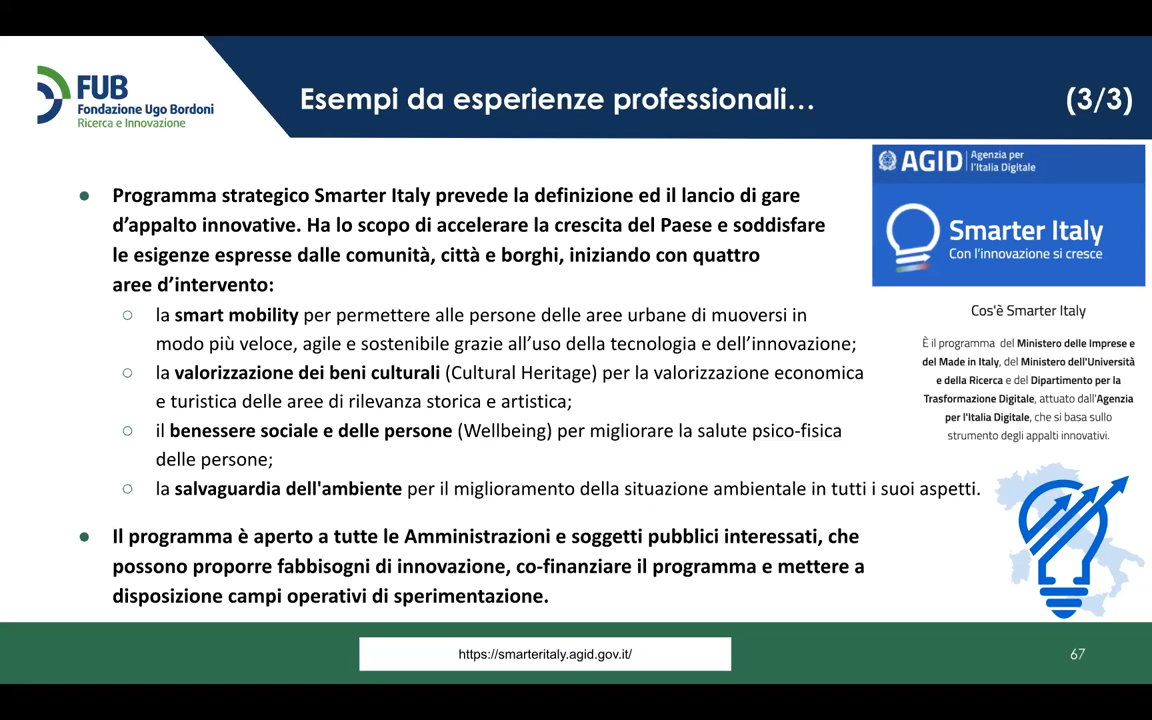 FUB
Fondazione Ugo Bordoni
Ricerca e Innovazione
Esempi da esperienze professionali…
(3/3)
AGID
Agenzia per
l'Italia Digitale
Smarter Italy
Con l'innovazione si cresce
● Programma strategico Smarter Italy prevede la definizione ed il lancio di gare
d’appalto innovative. Ha lo scopo di accelerare la crescita del Paese e soddisfare
le esigenze espresse dalle comunità, città e borghi, iniziando con quattro
aree d’intervento:
○ la smart mobility per permettere alle persone delle aree urbane di muoversi in
modo più veloce, agile e sostenibile grazie all’uso della tecnologia e dell’innovazione;
○ la valorizzazione dei beni culturali (Cultural Heritage) per la valorizzazione economica
e turistica delle aree di rilevanza storica e artistica;
○ il benessere sociale e delle persone (Wellbeing) per migliorare la salute psico-fisica
delle persone;
○ la salvaguardia dell'ambiente per il miglioramento della situazione ambientale in tutti i suoi aspetti.
● Il programma è aperto a tutte le Amministrazioni e soggetti pubblici interessati, che
possono proporre fabbisogni di innovazione, co-finanziare il programma e mettere a
disposizione campi operativi di sperimentazione.
Cos'è Smarter Italy
È il programma del Ministero delle Imprese e
del Made in Italy, del Ministero dell'Università
e della Ricerca e del Dipartimento per la
Trasformazione Digitale, attuato dall'Agenzia
per l'Italia Digitale, che si basa sullo
strumento degli appalti innovativi.
https://smarteritaly.agid.gov.it/
67